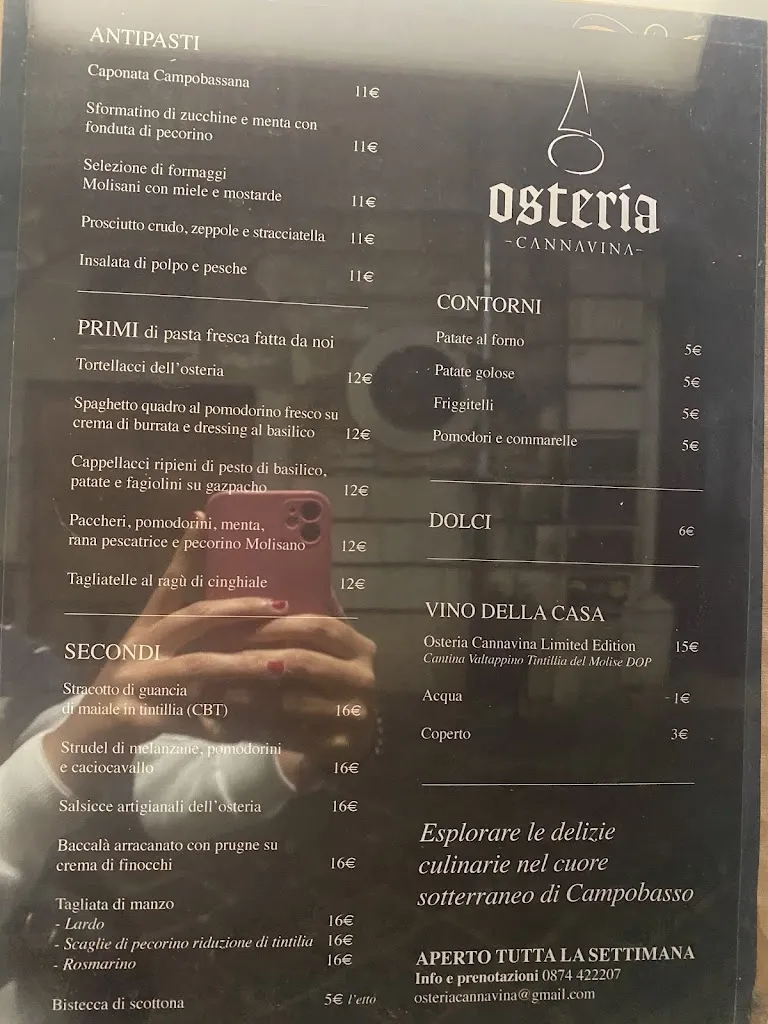 ANTIPASTI
Caponata Campobassana 11€
Sformatino di zucchine e menta con
fonduta di pecorino 11€
Selezione di formaggi
Molisani con miele e mostarde 11€
Prosciutto crudo, zeppole e stracciatella 11€
Insalata di polpo e pesche 11€
PRIMI di pasta fresca fatta da noi
Tortellacci dell'osteria 12€
Spaghetto quadro al pomodorino fresco su
crema di burrata e dressing al basilico 12€
Cappellacci ripieni di pesto di basilico,
patate e fagiolini su gazpacho 12€
Paccheri, pomodorini, menta,
rana pescatrice e pecorino Molisano 12€
Tagliatelle al ragù di cinghiale 12€
SECONDI
Stracotto di guancia
di maiale in tintillia (CBT) 16€
Strudel di melanzane, pomodorini
e caciocavallo 16€
Salsicce artigianali dell'osteria 16€
Baccalà arracanato con prugne su
crema di finocchi 16€
Tagliata di manzo
- Lardo 16€
- Scaglie di pecorino riduzione di tintilia 16€
- Rosmarino 16€
Bistecca di scottona 5€ l'etto
osteria
-CANNAVINA-
CONTORNI
Patate al forno 5€
Patate golose 5€
Friggitelli 5€
Pomodori e commarelle 5€
DOLCI 6€
VINO DELLA CASA
Osteria Cannavina Limited Edition 15€
Cantina Valtappino Tintillia del Molise DOP
Acqua 1€
Coperto 3€
Esplorare le delizie
culinarie nel cuore
sotterraneo di Campobasso
APERTO TUTTA LA SETTIMANA
Info e prenotazioni 0874 422207
osteriacannavina@gmail.com